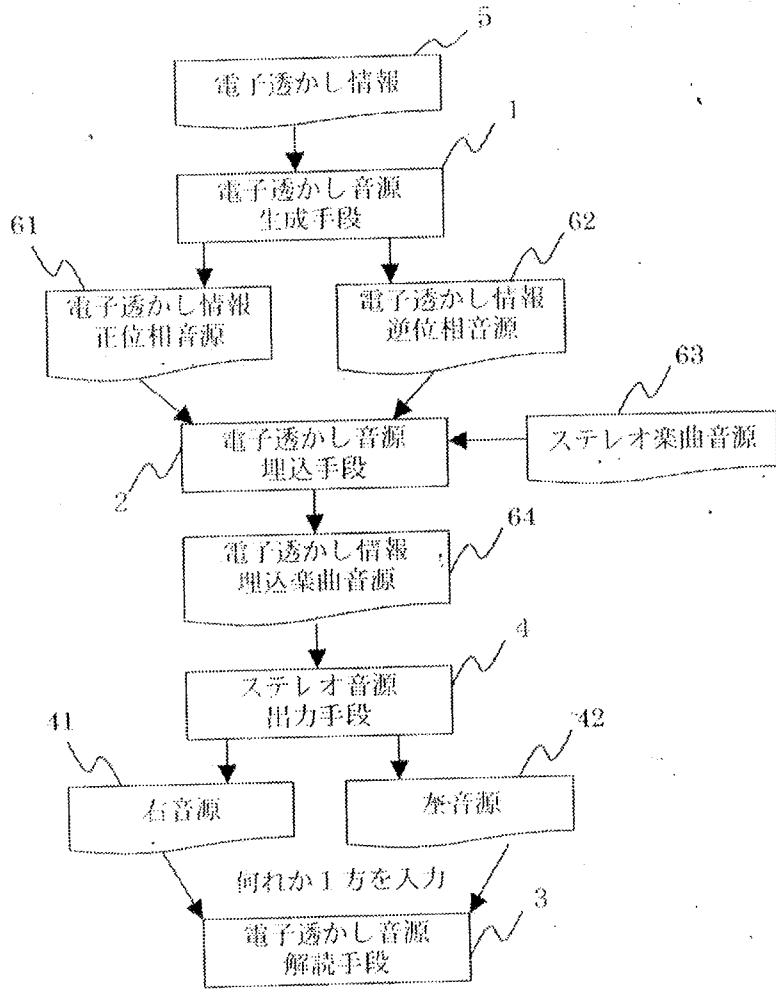 5
電子透かし情報
1
電子透かし音源
生成手段
61
62
電子透かし情報
正位相音源
電子透かし情報
逆位相音源
63
電子透かし音源
埋込手段
ステレオ楽曲音源
2
64
電子透かし情報
埋込楽曲音源
4
ステレオ音源
出力手段
41
42
右音源
左音源
何れか1方を入力
3
電子透かし音源
解読手段